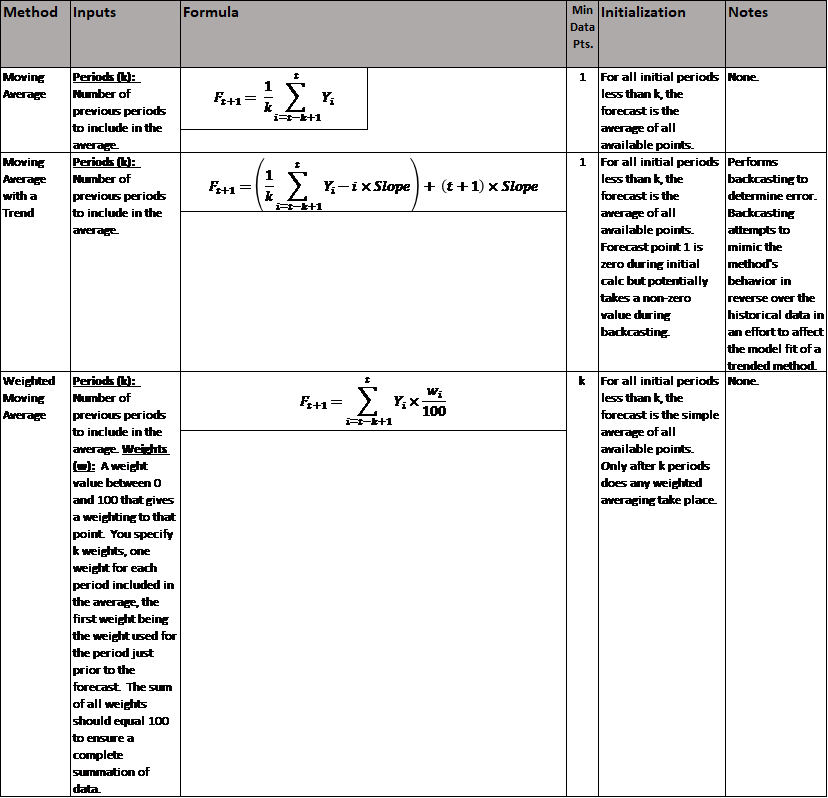 Method Inputs Formula Min Data Pts. Initialization Notes
Moving
Average
Periods (k):
Number of
previous periods
to include in the
average.
F_{t+1} = \frac{1}{k} \sum_{i=t-k+1}^{t} Y_i
1
For all initial periods
less than k, the
forecast is the
average of all
available points.
None.
Moving
Average
with a
Trend
Periods (k):
Number of
previous periods
to include in the
average.
F_{t+1} = \left( \frac{1}{k} \sum_{i=t-k+1}^{t} Y_i - i \times Slope \right) + (t+1) \times Slope
1
For all initial periods
less than k, the
forecast is the
average of all
available points.
Forecast point 1 is
zero during initial
calc but potentially
takes a non-zero
value during
backcasting.
Performs
backcasting to
determine error.
Backcasting
attempts to
mimic the
method's
behavior in
reverse over the
historical data in
an effort to affect
the model fit of a
trended method.
Weighted
Moving
Average
Periods (k):
Number of
previous periods
to include in the
average. Weights
(w): A weight
value between 0
and 100 that gives
a weighting to that
point. You specify
k weights, one
weight for each
period included in
the average, the
first weight being
the weight used for
the period just
prior to the
forecast. The sum
of all weights
should equal 100
to ensure a
complete
summation of
data.
F_{t+1} = \sum_{i=t-k+1}^{t} Y_i \times \frac{w_i}{100}
k
For all initial periods
less than k, the
forecast is the simple
average of all
available points.
Only after k periods
does any weighted
averaging take place.
None.